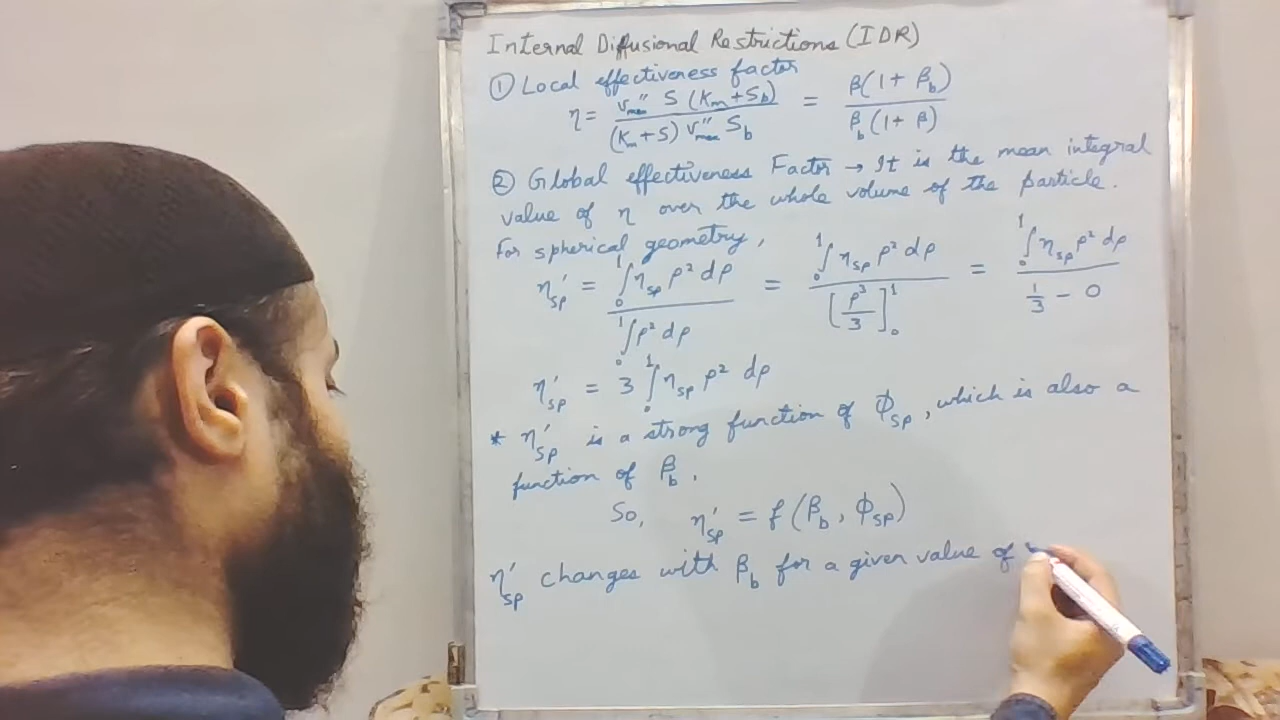 Internal Diffusional Restrictions (IDR)
① Local effectiveness factor
η = v''max S (Km + Sb) / (Km + S) v''max Sb = β(1 + βb) / βb(1 + β)
② Global effectiveness Factor → It is the mean integral
value of η over the whole volume of the particle.
For spherical geometry,
η'sp = ∫₀¹ ηsp ρ² dρ / ∫₀¹ ρ² dρ = ∫₀¹ ηsp ρ² dρ / [ρ³/3]₀¹ = ∫₀¹ ηsp ρ² dρ / 1/3 - 0
η'sp = 3 ∫₀¹ ηsp ρ² dρ
* η'sp is a strong function of ϕsp, which is also a
function of βb.
So, η'sp = f (βb, ϕsp)
η'sp changes with βb for a given value of